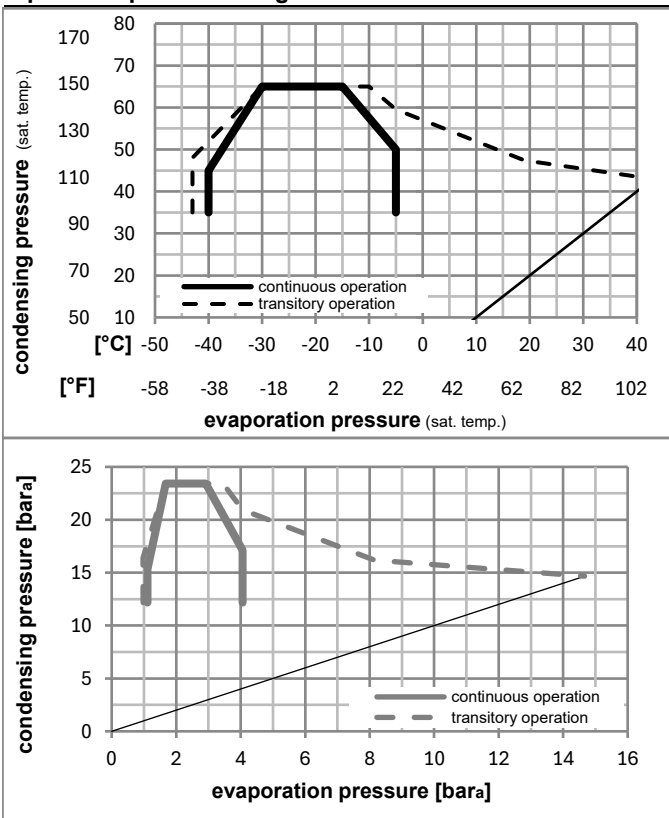 170 80
150 70
130 60
50
110 40
90 30
70 20
50 10
condensing pressure (sat. temp.)
continuous operation
transitory operation
[°C] -50 -40 -30 -20 -10 0 10 20 30 40
[°F] -58 -38 -18 2 22 42 62 82 102
evaporation pressure (sat. temp.)
25
20
15
10
5
0
condensing pressure [bara]
continuous operation
transitory operation
0 2 4 6 8 10 12 14 16
evaporation pressure [bara]